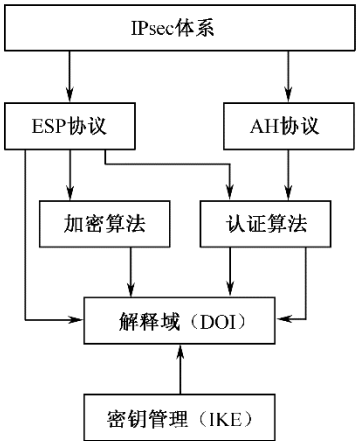 IPsec体系
ESP协议
AH协议
加密算法
认证算法
解释域（DOI）
密钥管理（IKE）